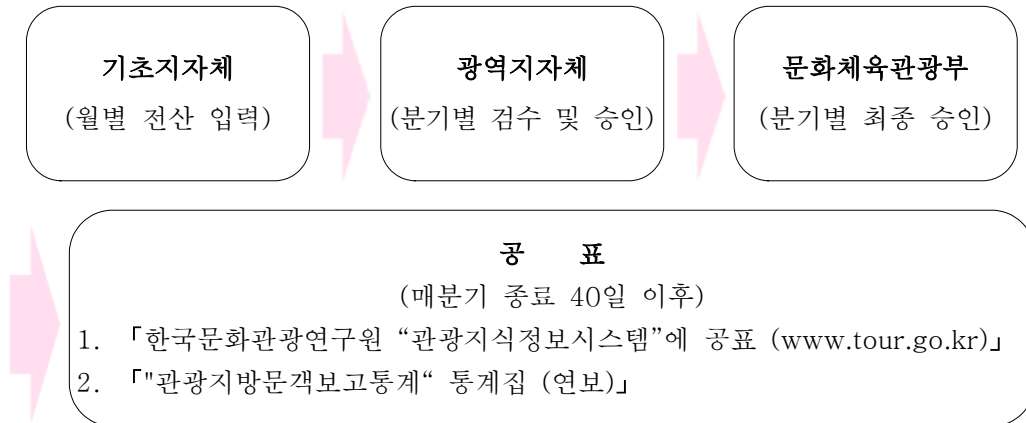 기초지자체
(월별 전산 입력)
광역지자체
(분기별 검수 및 승인)
문화체육관광부
(분기별 최종 승인)
공 표
(매분기 종료 40일 이후)
1. 「한국문화관광연구원 “관광지식정보시스템”에 공표 (www.tour.go.kr)」
2. 「"관광지방문객보고통계“ 통계집 (연보)」